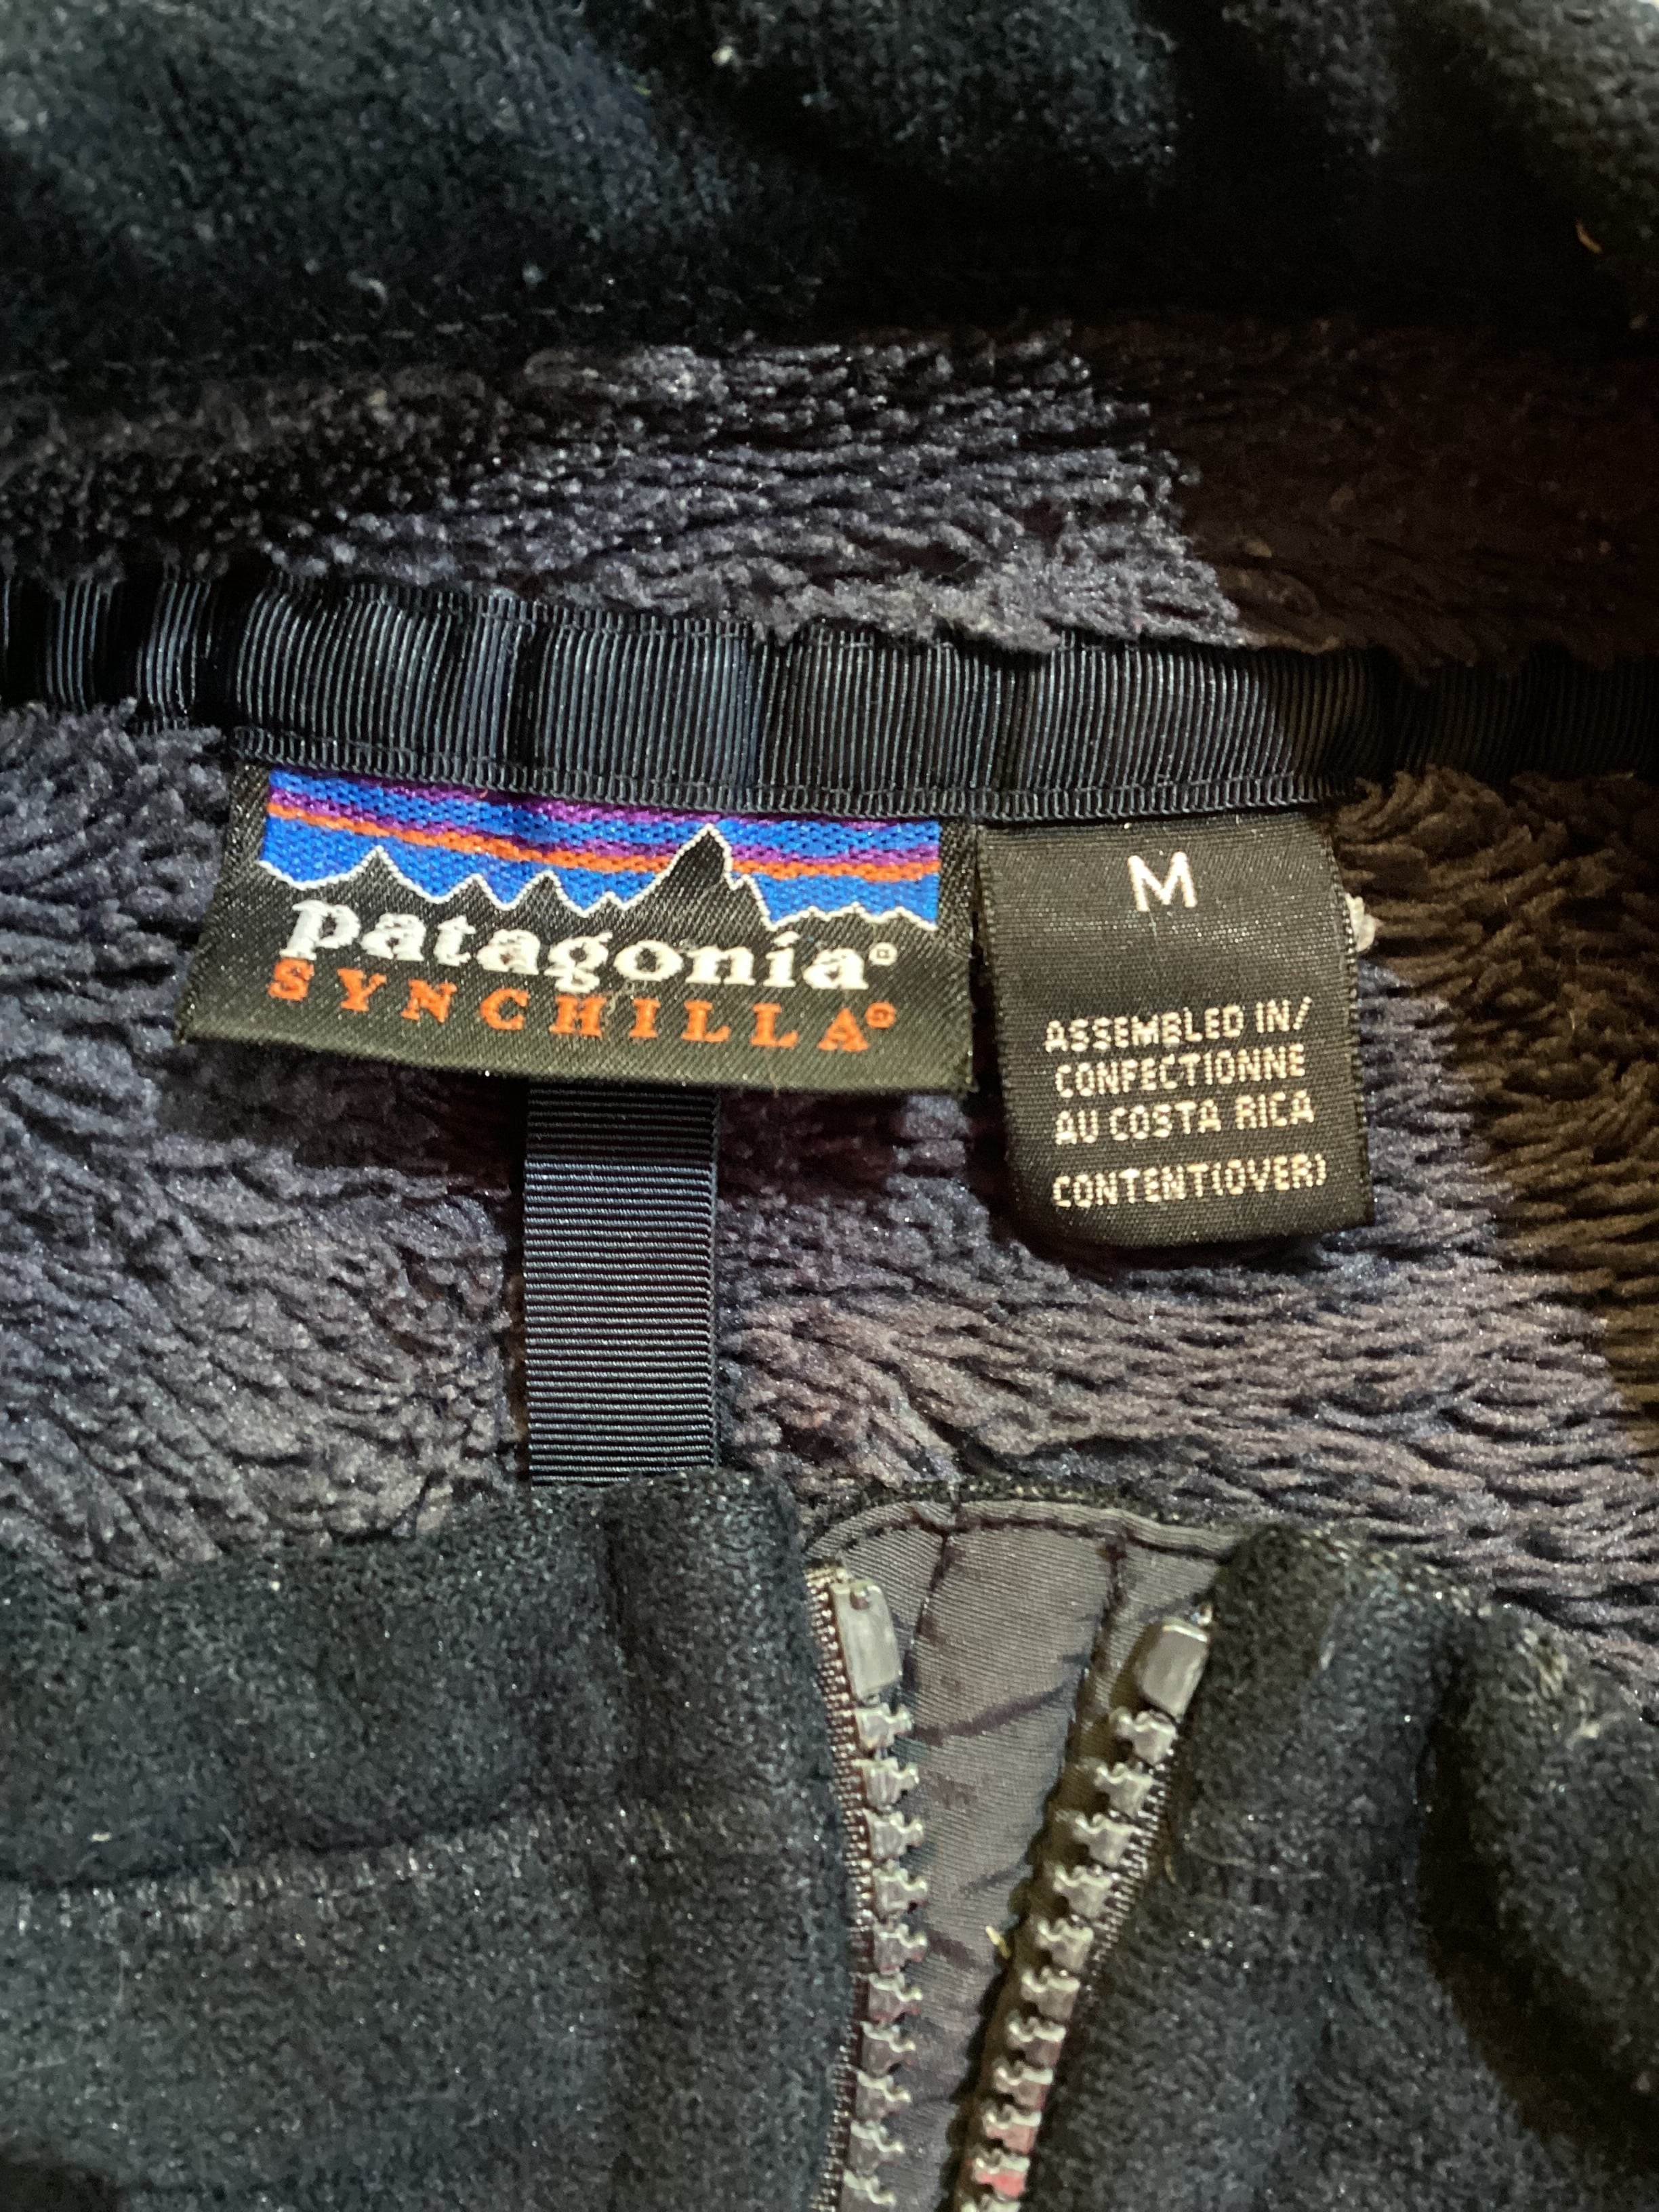 patagonia®
SYNCHILLA®
M
ASSEMBLED IN/
CONFECTIONNE
AU COSTA RICA
CONTENT(OVER)